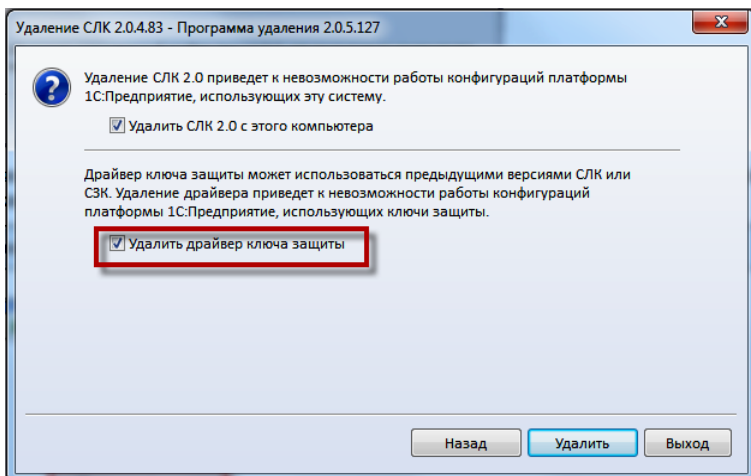 Удаление СЛК 2.0.4.83 - Программа удаления 2.0.5.127
Удаление СЛК 2.0 приведет к невозможности работы конфигураций платформы
1С:Предприятие, использующих эту систему.
Удалить СЛК 2.0 с этого компьютера
Драйвер ключа защиты может использоваться предыдущими версиями СЛК или
СЗК. Удаление драйвера приведет к невозможности работы конфигураций
платформы 1С:Предприятие, использующих ключи защиты.
Удалить драйвер ключа защиты
Назад Удалить Выход